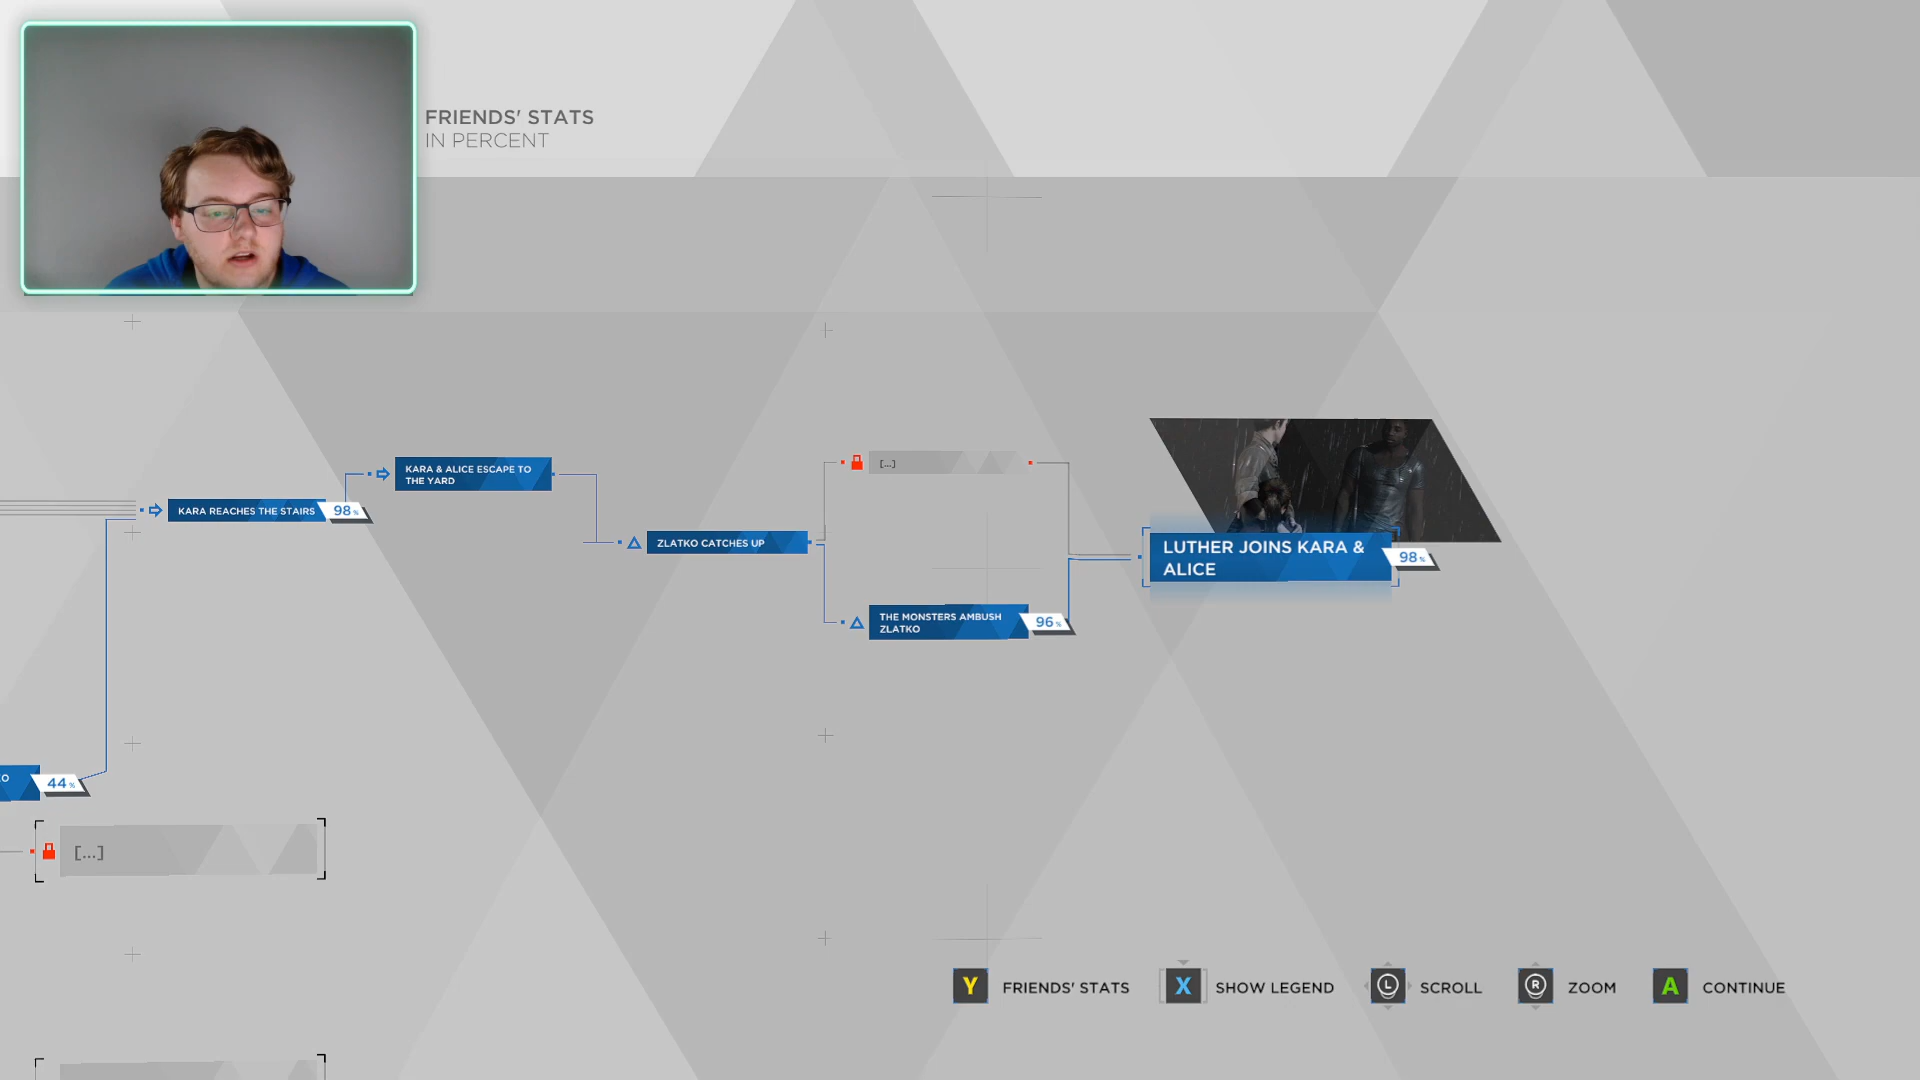 FRIENDS' STATS
IN PERCENT
KARA & ALICE ESCAPE TO
THE YARD
KARA REACHES THE STAIRS 98%
ZLATKO CATCHES UP
[...]
LUTHER JOINS KARA &
ALICE
98%
THE MONSTERS AMBUSH
ZLATKO
96%
44%
[...]
Y FRIENDS' STATS X SHOW LEGEND L SCROLL R ZOOM A CONTINUE